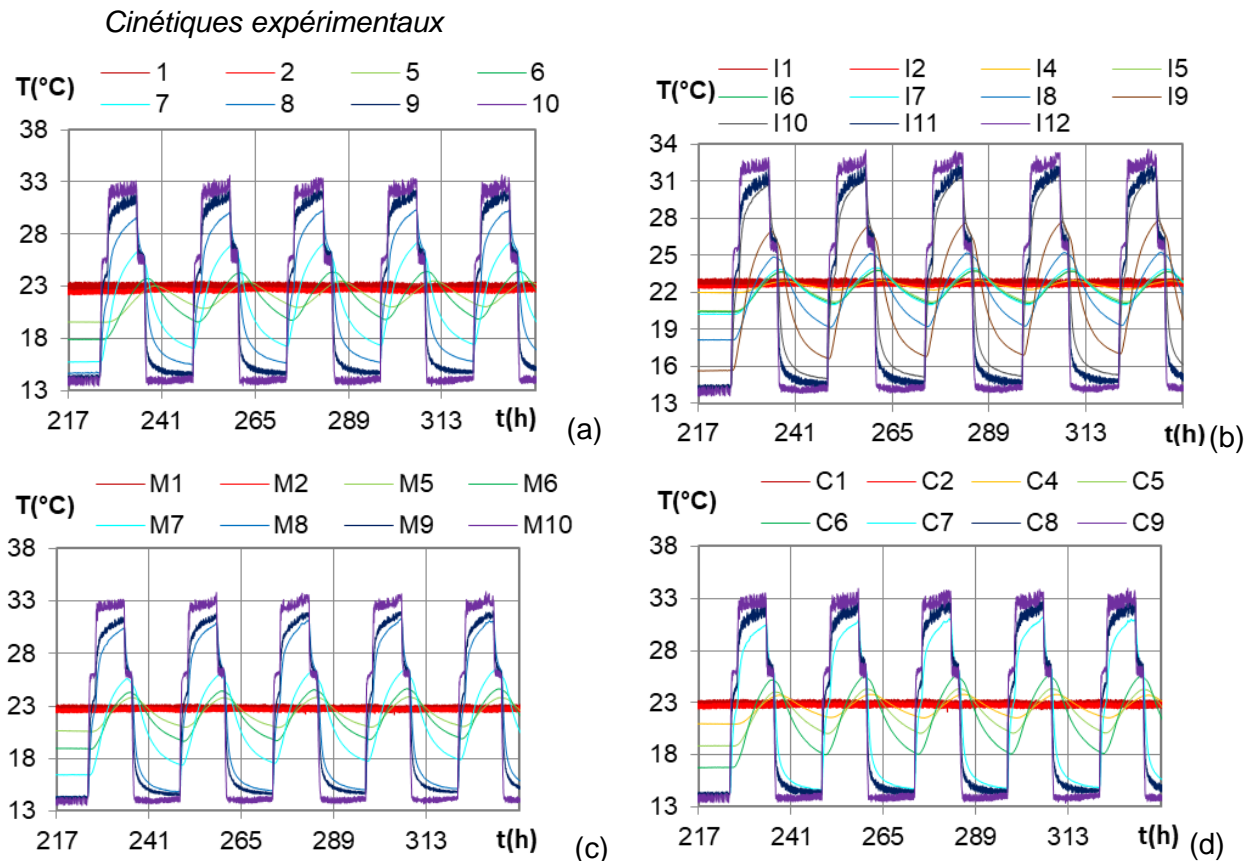 Cinétiques expérimentaux
T(°C)
1 2 5 6
7 8 9 10
38
33
28
23
18
13
217 241 265 289 313 t(h)
(a)
T(°C)
I1 I2 I4 I5
I6 I7 I8 I9
I10 I11 I12
34
31
28
25
22
19
16
13
217 241 265 289 313 t(h)
(b)
T(°C)
M1 M2 M5 M6
M7 M8 M9 M10
38
33
28
23
18
13
217 241 265 289 313 t(h)
(c)
T(°C)
C1 C2 C4 C5
C6 C7 C8 C9
38
33
28
23
18
13
217 241 265 289 313 t(h)
(d)